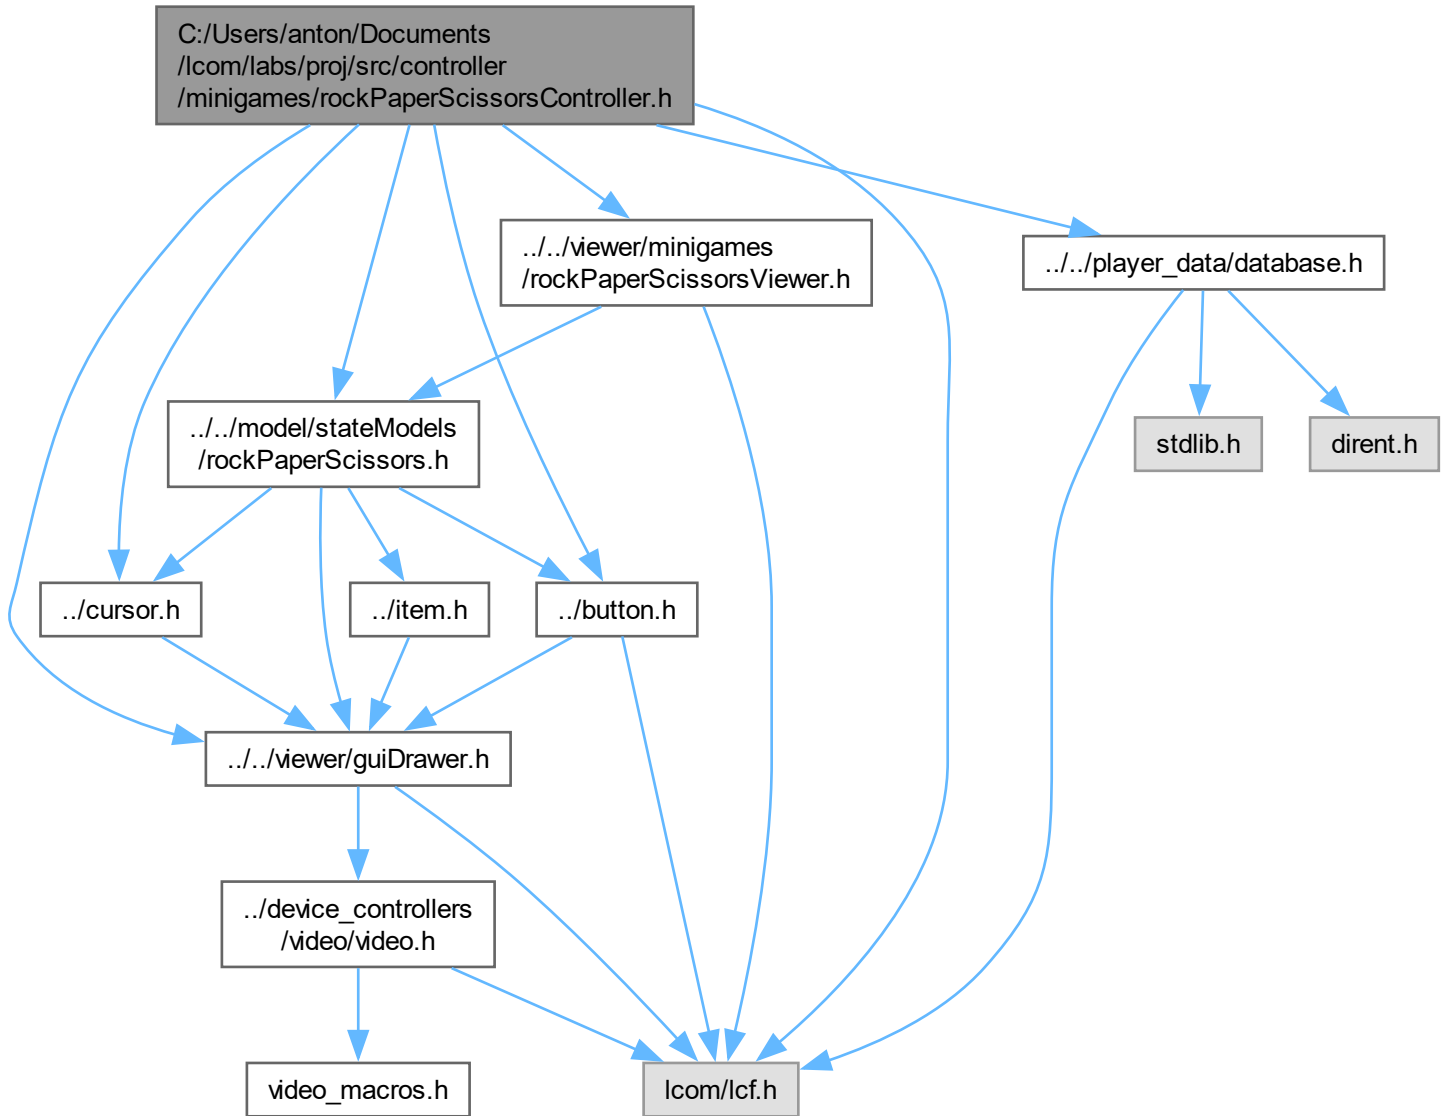 C:/Users/anton/Documents
/lcom/labs/proj/src/controller
/minigames/rockPaperScissorsController.h
../../viewer/minigames
/rockPaperScissorsViewer.h
../../player_data/database.h
../../model/stateModels
/rockPaperScissors.h
stdlib.h
dirent.h
../cursor.h
../item.h
../button.h
../../viewer/guiDrawer.h
../device_controllers
/video/video.h
video_macros.h
lcom/lcf.h